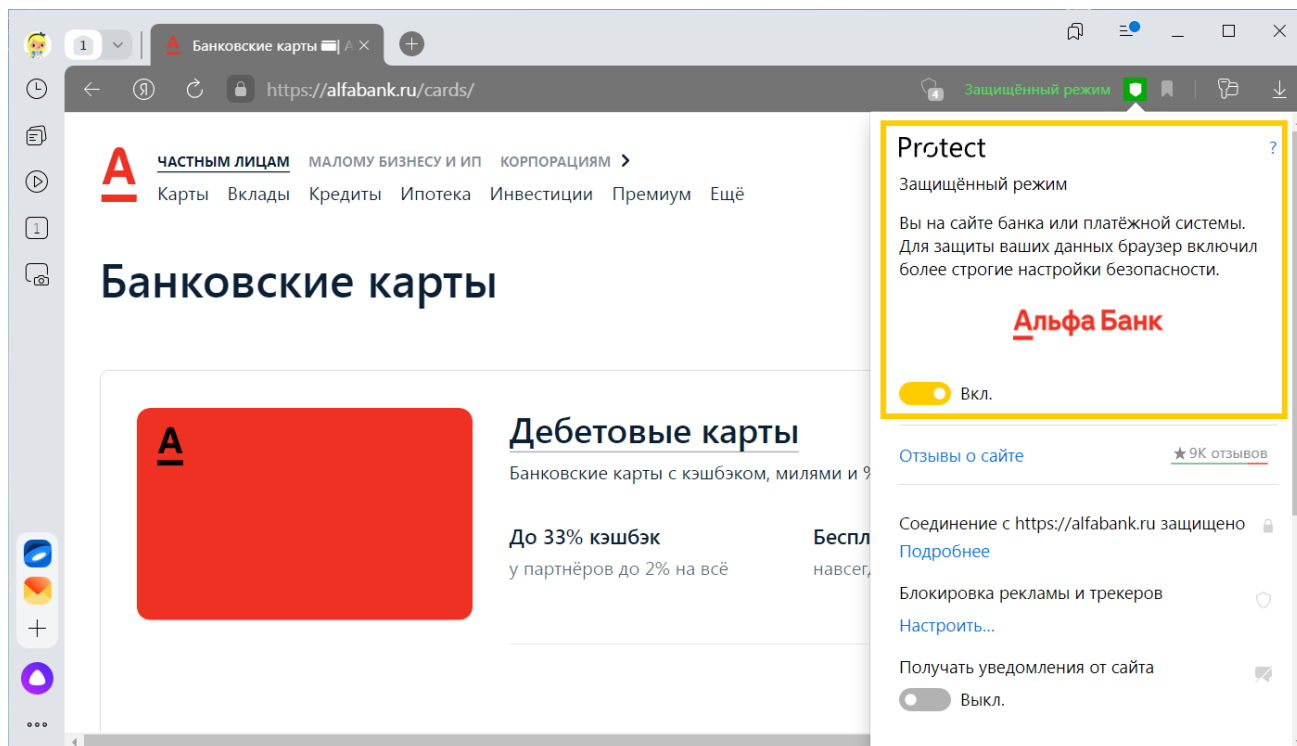 1
Банковские карты
https://alfabank.ru/cards/
4
Защищённый режим
ЧАСТНЫМ ЛИЦАМ МАЛОМУ БИЗНЕСУ И ИП КОРПОРАЦИЯМ
Карты Вклады Кредиты Ипотека Инвестиции Премиум Ещё
1
Банковские карты
А
Дебетовые карты
Банковские карты с кэшбэком, милями и %
До 33% кэшбэк
у партнёров до 2% на всё
Protect ?
Защищённый режим
Вы на сайте банка или платёжной системы.
Для защиты ваших данных браузер включил
более строгие настройки безопасности.
Альфа Банк
Вкл.
Отзывы о сайте ★ 9К отзывов
Соединение с https://alfabank.ru защищено
Подробнее
Блокировка рекламы и трекеров
Настроить...
Получать уведомления от сайта
Выкл.